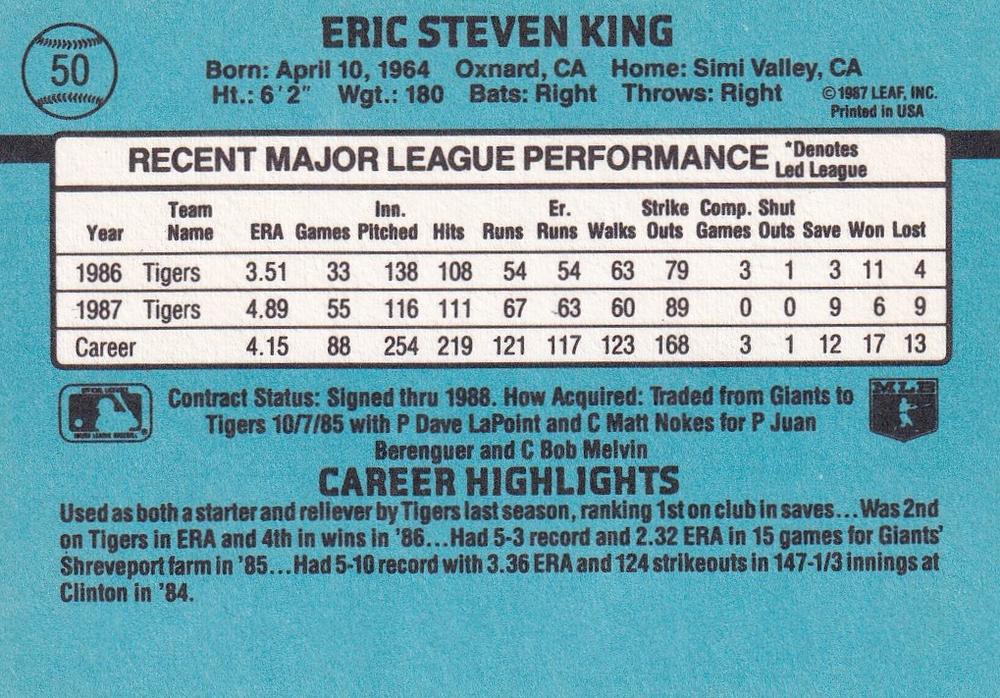 50
ERIC STEVEN KING
Born: April 10, 1964 Oxnard, CA Home: Simi Valley, CA
Ht.: 6'2" Wgt.: 180 Bats: Right Throws: Right
©1987 LEAF, INC.
Printed in USA
RECENT MAJOR LEAGUE PERFORMANCE *Denotes Led League
Year Team Name ERA Games Inn. Pitched Hits Runs Er. Runs Walks Strike Outs Comp. Games Shut Outs Save Won Lost
1986 Tigers 3.51 33 138 108 54 54 63 79 3 1 3 11 4
1987 Tigers 4.89 55 116 111 67 63 60 89 0 0 9 6 9
Career 4.15 88 254 219 121 117 123 168 3 1 12 17 13
Contract Status: Signed thru 1988. How Acquired: Traded from Giants to
Tigers 10/7/85 with P Dave LaPoint and C Matt Nokes for P Juan
Berenguer and C Bob Melvin
MLB
CAREER HIGHLIGHTS
Used as both a starter and reliever by Tigers last season, ranking 1st on club in saves...Was 2nd
on Tigers in ERA and 4th in wins in '86...Had 5-3 record and 2.32 ERA in 15 games for Giants'
Shreveport farm in '85...Had 5-10 record with 3.36 ERA and 124 strikeouts in 147-1/3 innings at
Clinton in '84.